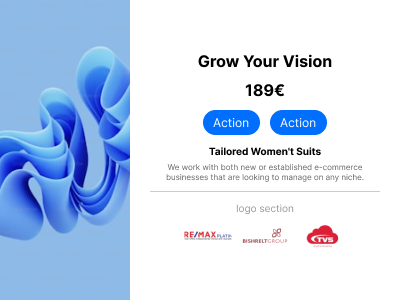 Grow Your Vision
189€
Action Action
Tailored Women't Suits
We work with both new or established e-commerce
businesses that are looking to manage on any niche.
logo section
RE/MAX
BISHRELT GROUP
TVS